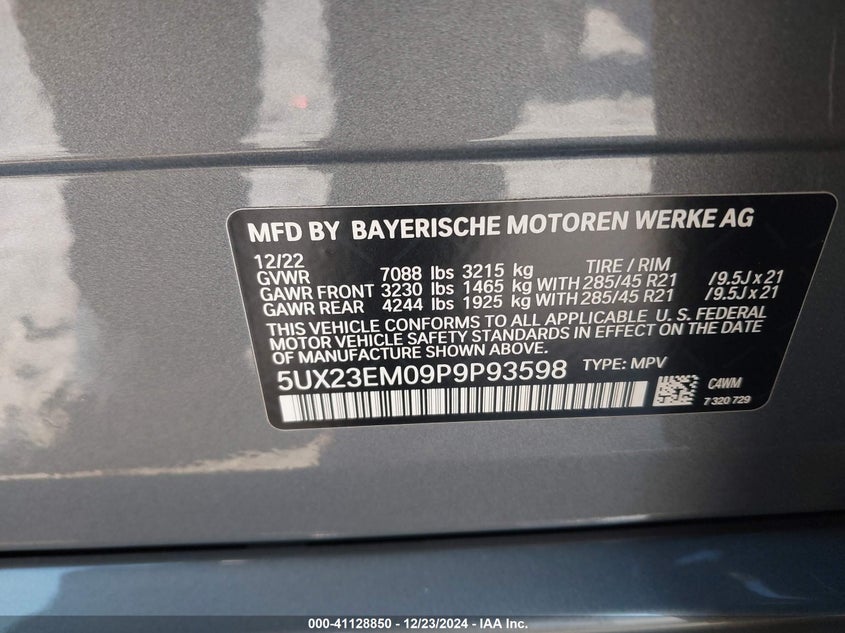 MFD BY BAYERISCHE MOTOREN WERKE AG
12/22 TIRE / RIM
GVWR 7088 lbs 3215 kg
GAWR FRONT 3230 lbs 1465 kg WITH 285/45 R21 /9.5J x 21
GAWR REAR 4244 lbs 1925 kg WITH 285/45 R21 /9.5J x 21
THIS VEHICLE CONFORMS TO ALL APPLICABLE U. S. FEDERAL
MOTOR VEHICLE SAFETY STANDARDS IN EFFECT ON THE DATE
OF MANUFACTURE SHOWN ABOVE.
5UX23EM09P9P93598 TYPE: MPV
C4WM
7 320 729
000-41128850 - 12/23/2024 - IAA Inc.